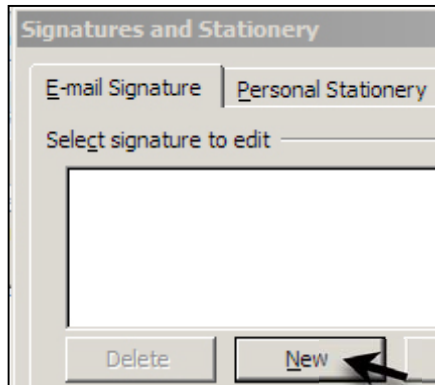 Signatures and Stationery
E-mail Signature Personal Stationery
Select signature to edit
Delete New